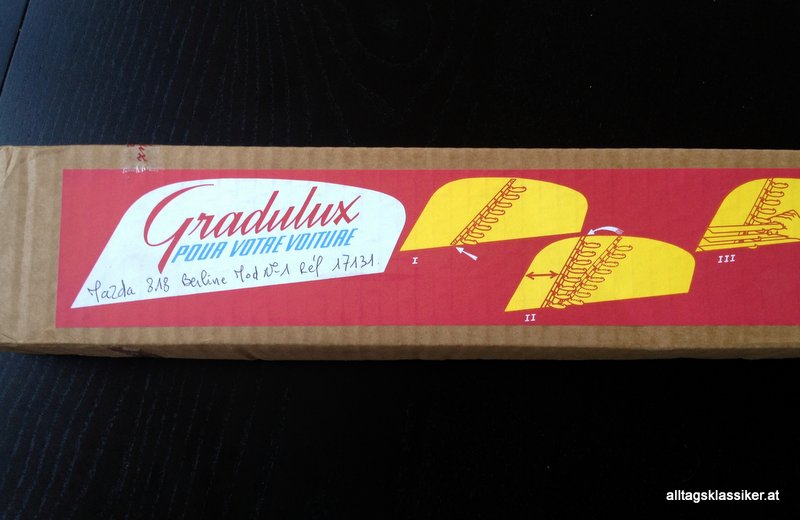 Gradulux
POUR VOTRE VOITURE
Mazda 818 Berline Mod N°1 Réf 17131.
I
II
III
alltagsklassiker.at